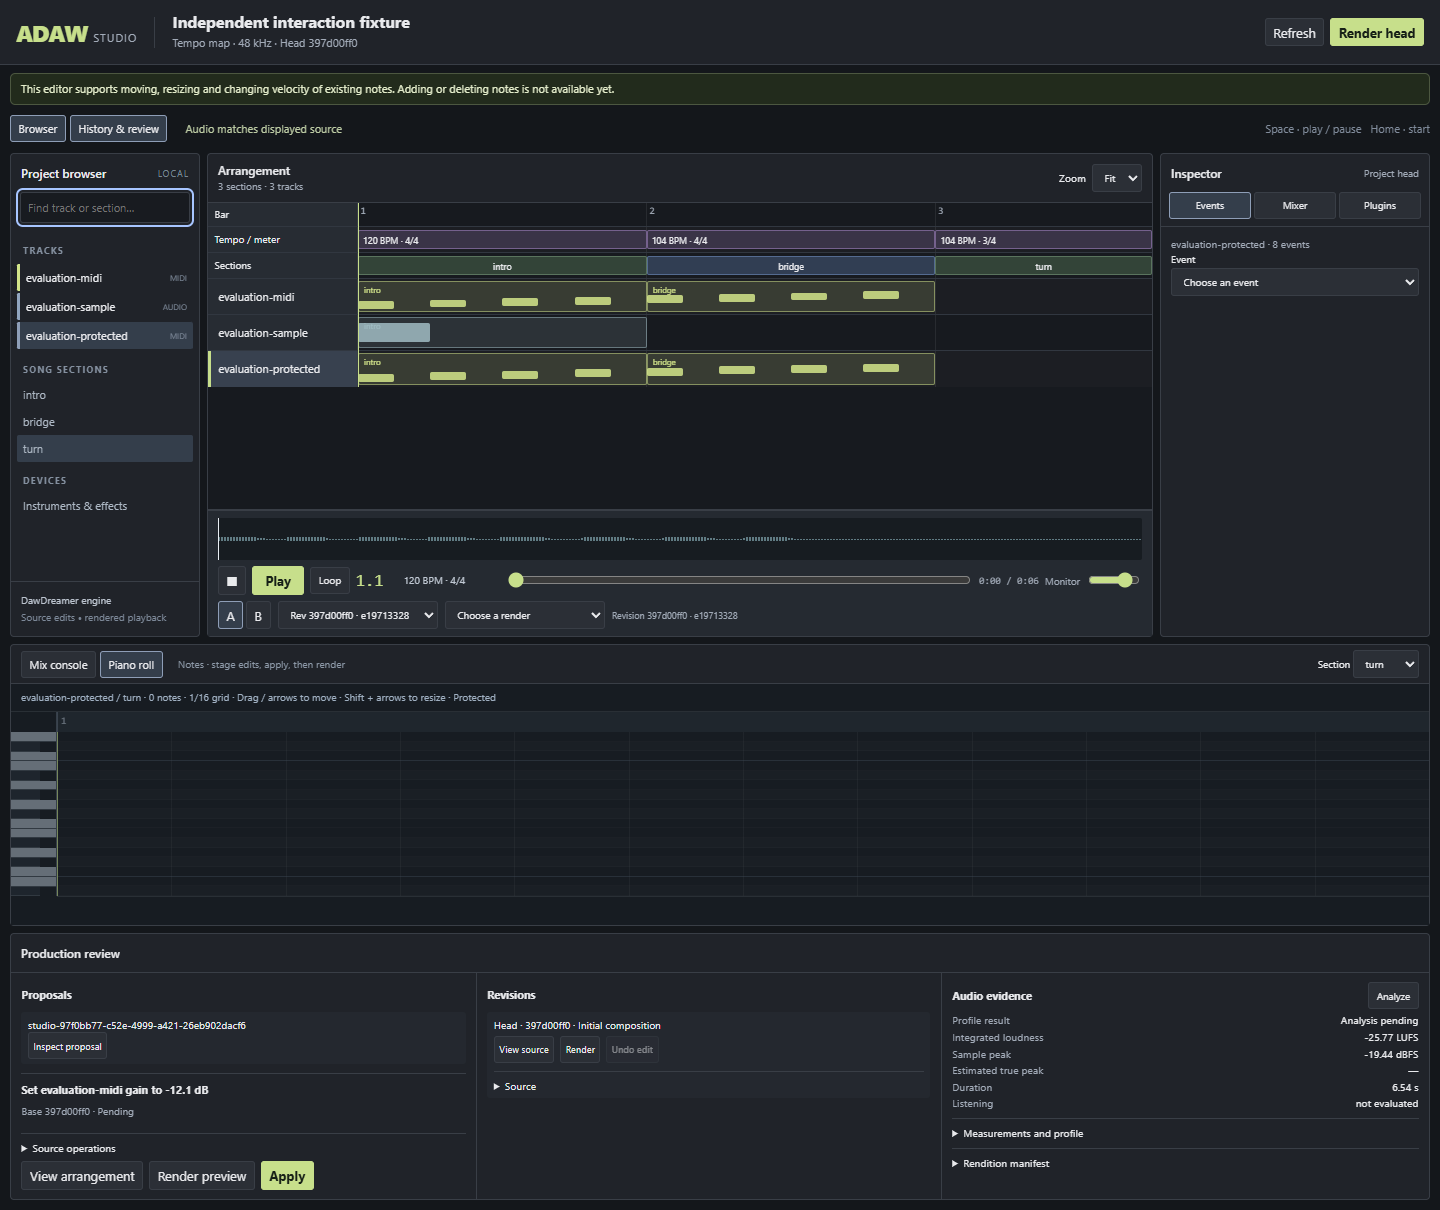 ADAW STUDIO
Independent interaction fixture
Tempo map · 48 kHz · Head 397d00ff0
Refresh
Render head
This editor supports moving, resizing and changing velocity of existing notes. Adding or deleting notes is not available yet.
Browser
History & review
Audio matches displayed source
Space · play / pause Home · start
Project browser LOCAL
Find track or section...
TRACKS
evaluation-midi MIDI
evaluation-sample AUDIO
evaluation-protected MIDI
SONG SECTIONS
intro
bridge
turn
DEVICES
Instruments & effects
DawDreamer engine
Source edits • rendered playback
Arrangement
3 sections · 3 tracks
Zoom Fit
Bar 1 2 3
Tempo / meter 120 BPM · 4/4 104 BPM · 4/4 104 BPM · 3/4
Sections intro bridge turn
evaluation-midi intro bridge
evaluation-sample
evaluation-protected intro bridge
Play Loop 1.1 120 BPM · 4/4 0:00 / 0:06 Monitor
A B Rev 397d00ff0 · e19713328 Choose a render Revision 397d00ff0 · e19713328
Inspector Project head
Events Mixer Plugins
evaluation-protected · 8 events
Event
Choose an event
Mix console Piano roll Notes · stage edits, apply, then render Section turn
evaluation-protected / turn · 0 notes · 1/16 grid · Drag / arrows to move · Shift + arrows to resize · Protected
1
Production review
Proposals
studio-97f0bb77-c52e-4999-a421-26eb902dacf6
Inspect proposal
Set evaluation-midi gain to -12.1 dB
Base 397d00ff0 · Pending
Source operations
View arrangement Render preview Apply
Revisions
Head · 397d00ff0 · Initial composition
View source Render Undo edit
Source
Audio evidence Analyze
Profile result Analysis pending
Integrated loudness -25.77 LUFS
Sample peak -19.44 dBFS
Estimated true peak —
Duration 6.54 s
Listening not evaluated
Measurements and profile
Rendition manifest